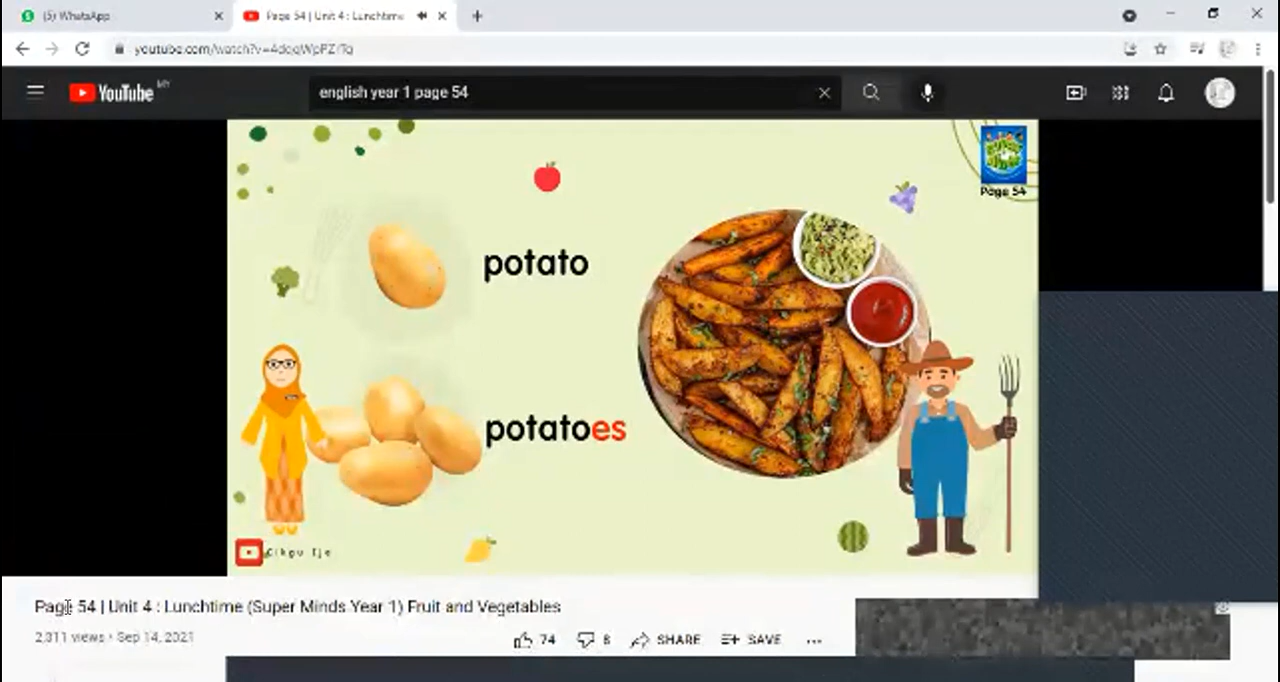 (5) WhatsApp
Page 54 | Unit 4 : Lunchtime
YouTube MY
english year 1 page 54
Page 54
potato
potatoes
Cikgu Ije
Page 54 | Unit 4 : Lunchtime (Super Minds Year 1) Fruit and Vegetables
2,311 views • Sep 14, 2021
74
8
SHARE
SAVE